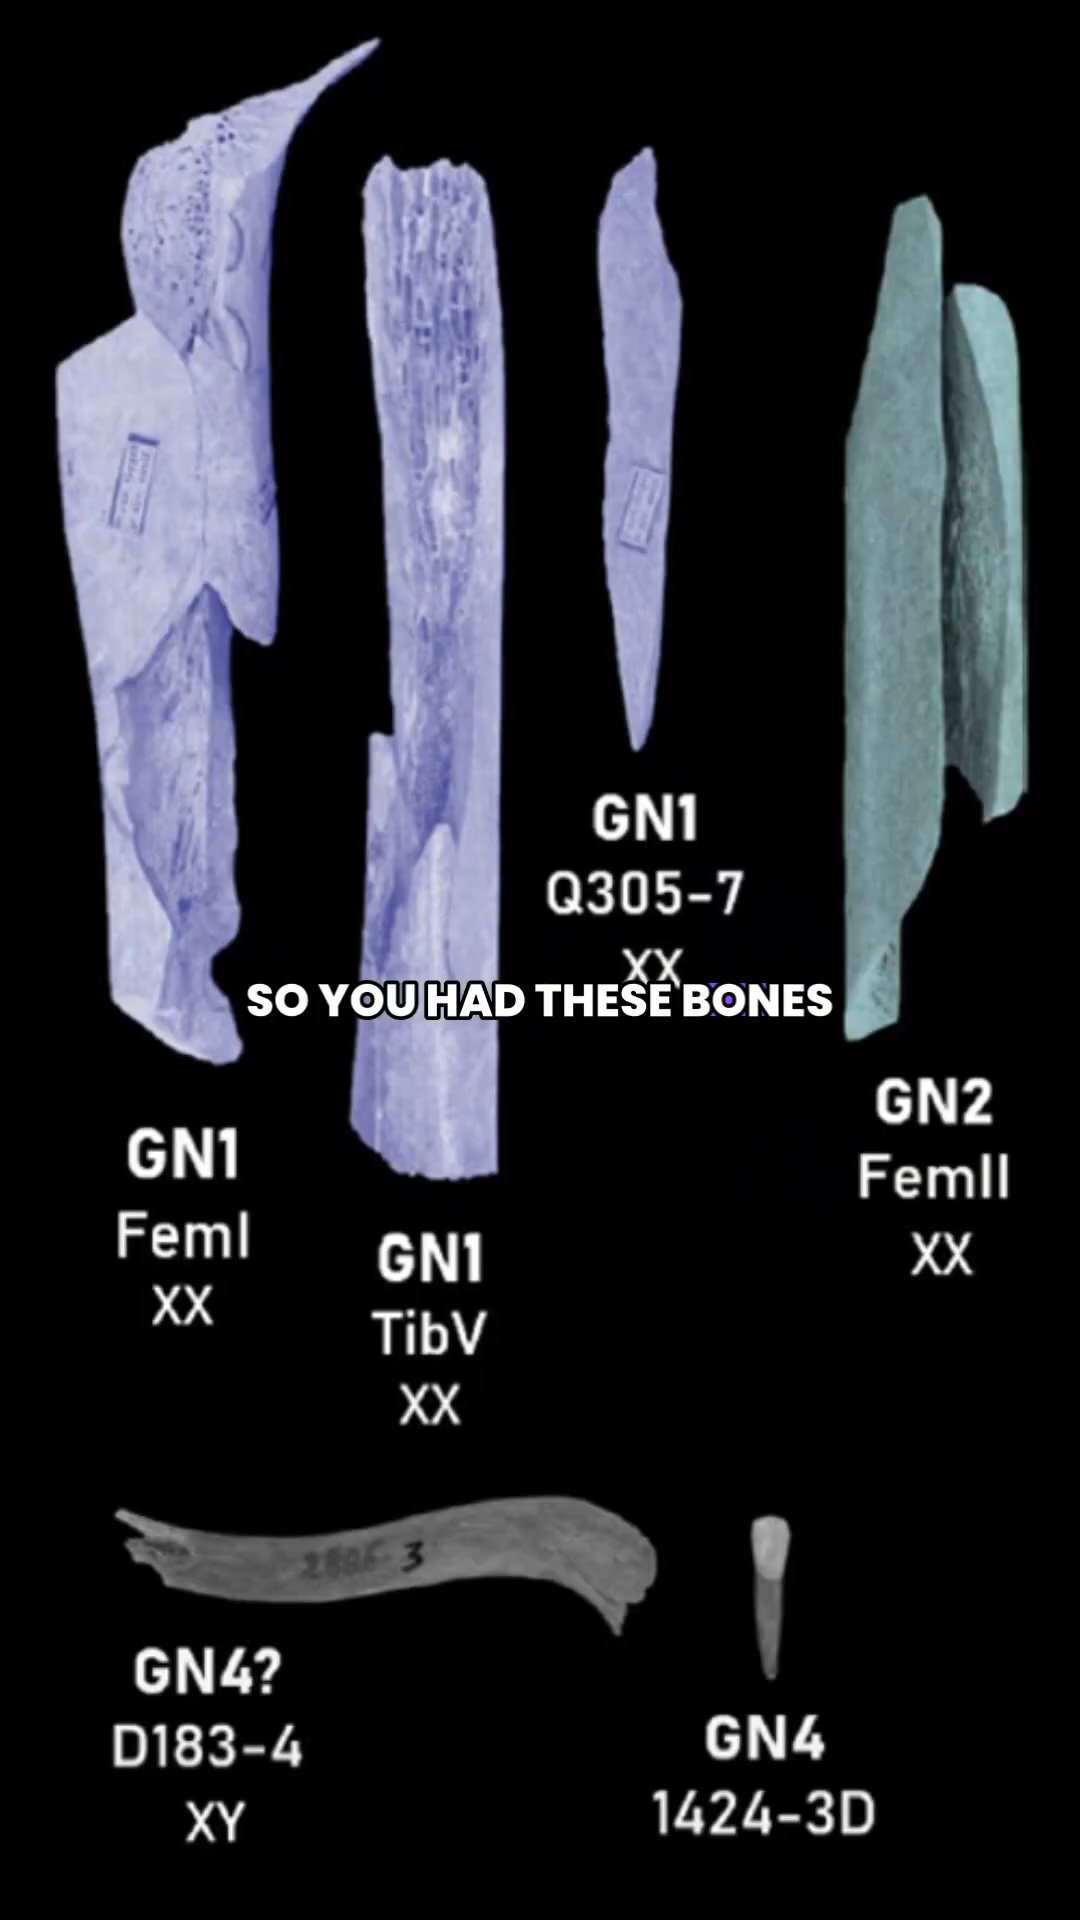 GN1
Q305-7
XX
SO YOU HAD THESE BONES
GN2
FemII
XX
GN1
FemI
XX
GN1
TibV
XX
3
GN4?
D183-4
XY
GN4
1424-3D